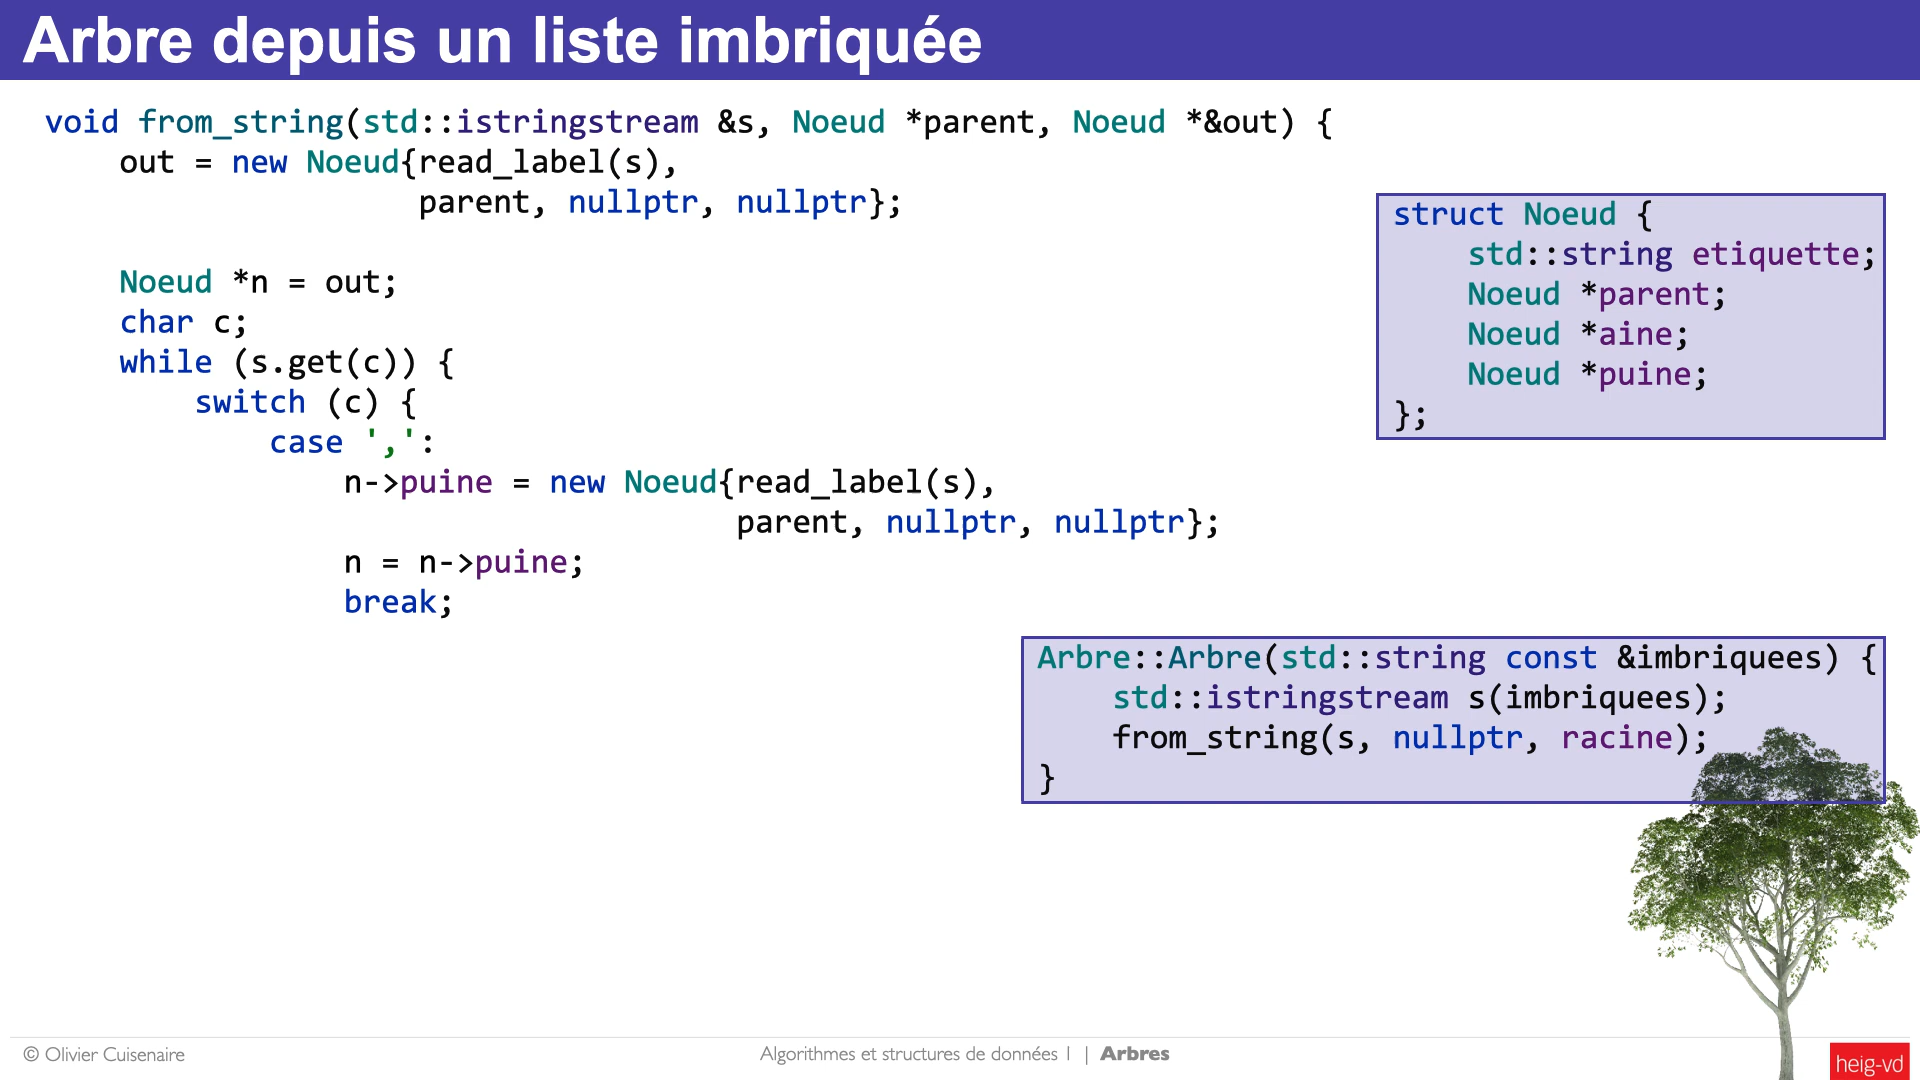 Arbre depuis un liste imbriquée
void from_string(std::istringstream &s, Noeud *parent, Noeud *&out) {
    out = new Noeud{read_label(s),
                    parent, nullptr, nullptr};
    Noeud *n = out;
    char c;
    while (s.get(c)) {
        switch (c) {
            case ',':
                n->puine = new Noeud{read_label(s),
                                     parent, nullptr, nullptr};
                n = n->puine;
                break;
struct Noeud {
    std::string etiquette;
    Noeud *parent;
    Noeud *aine;
    Noeud *puine;
};
Arbre::Arbre(std::string const &imbriquees) {
    std::istringstream s(imbriquees);
    from_string(s, nullptr, racine);
}
© Olivier Cuisenaire
Algorithmes et structures de données 1 | Arbres
heig-vd